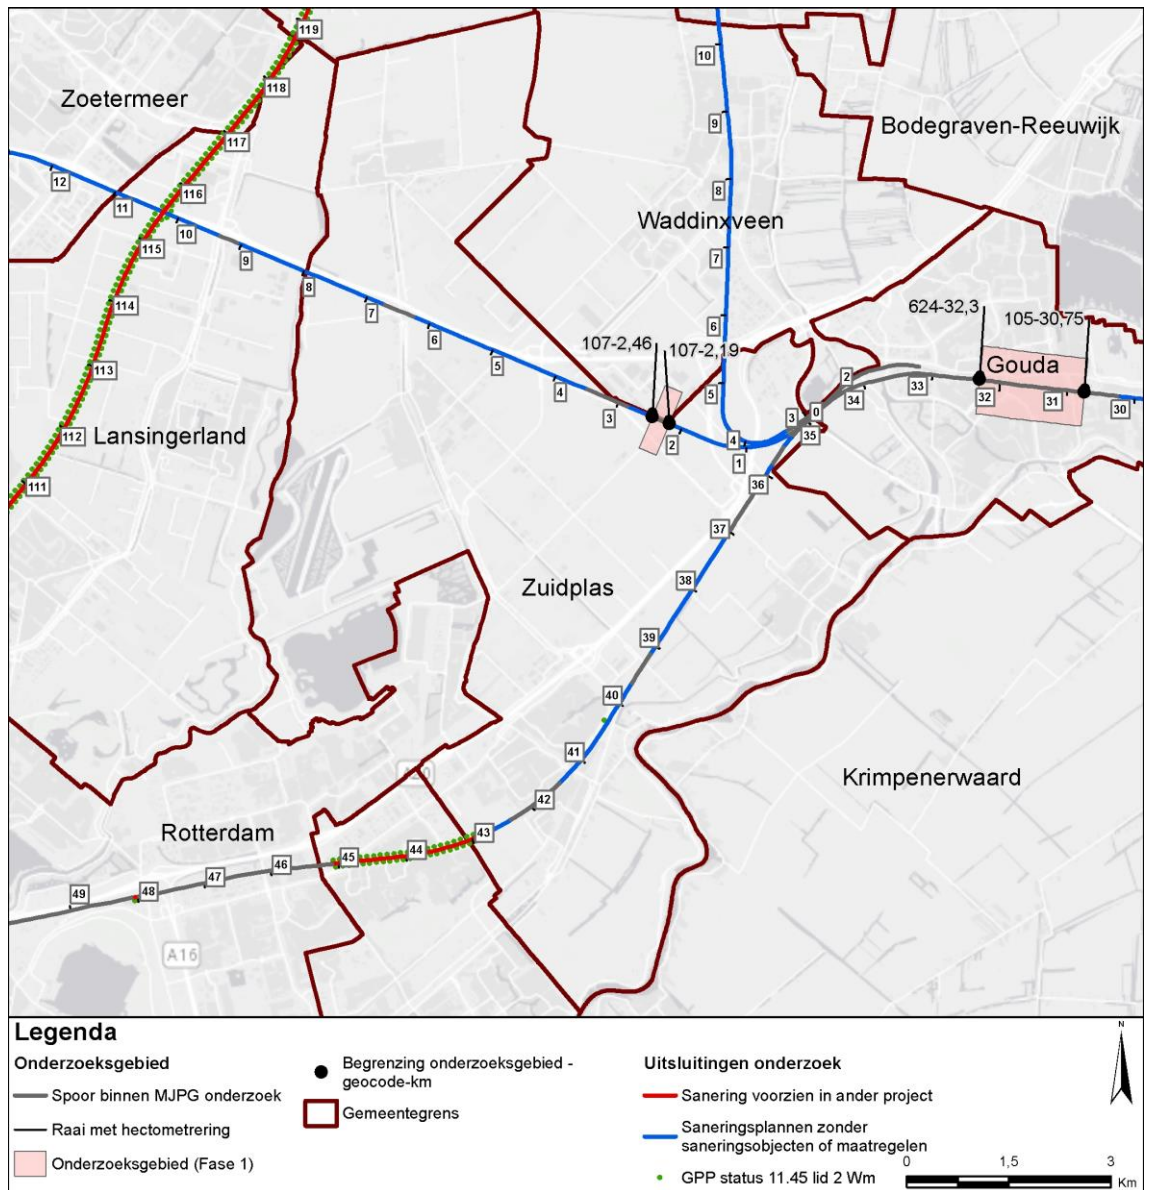 119
118
Zoetermeer
10
117
9
Bodegraven-Reeuwijk
12
116
8
11
Waddinxveen
10
115
9
7
8
624-32,3
114
7
6
105-30,75
6
107-2,46
107-2,19
5
Gouda
113
4
5
2
33
34
32
31
30
3
0
112
Lansingerland
2
4
3
35
1
111
36
37
38
Zuidplas
39
40
41
A20
Krimpenerwaard
42
Rotterdam
43
44
45
46
47
48
49
A16
Legenda
Onderzoeksgebied
Spoor binnen MJPG onderzoek
Raai met hectometrering
Onderzoeksgebied (Fase 1)
Begrenzing onderzoeksgebied -
geocode-km
Gemeentegrens
Uitsluitingen onderzoek
Sanering voorzien in ander project
Saneringsplannen zonder
saneringsobjecten of maatregelen
GPP status 11.45 lid 2 Wm
N
0 1,5 3
Km